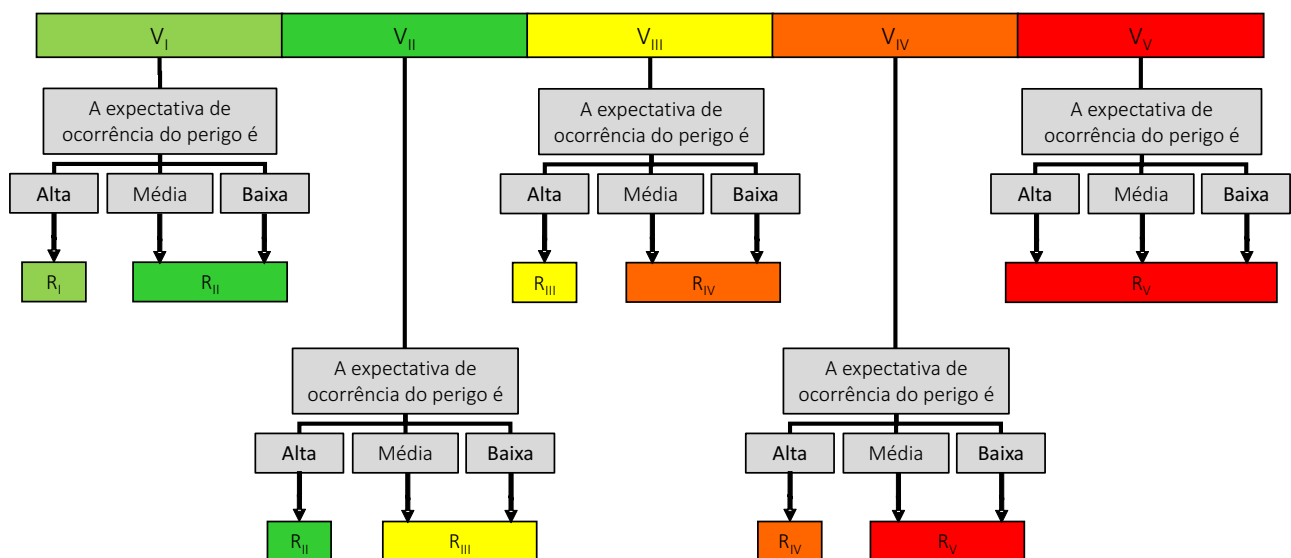 V_I V_II V_III V_IV V_V
A expectativa de
ocorrência do perigo é
A expectativa de
ocorrência do perigo é
A expectativa de
ocorrência do perigo é
Alta Média Baixa
Alta Média Baixa
Alta Média Baixa
R_I R_II
R_III R_IV
R_V
A expectativa de
ocorrência do perigo é
A expectativa de
ocorrência do perigo é
Alta Média Baixa
Alta Média Baixa
R_II R_III
R_IV R_V